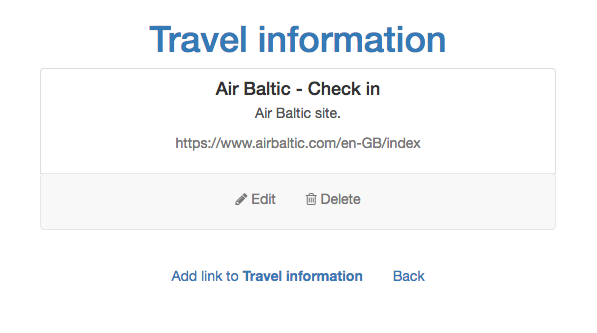 Travel information
Air Baltic - Check in
Air Baltic site.
https://www.airbaltic.com/en-GB/index
Edit Delete
Add link to Travel information Back